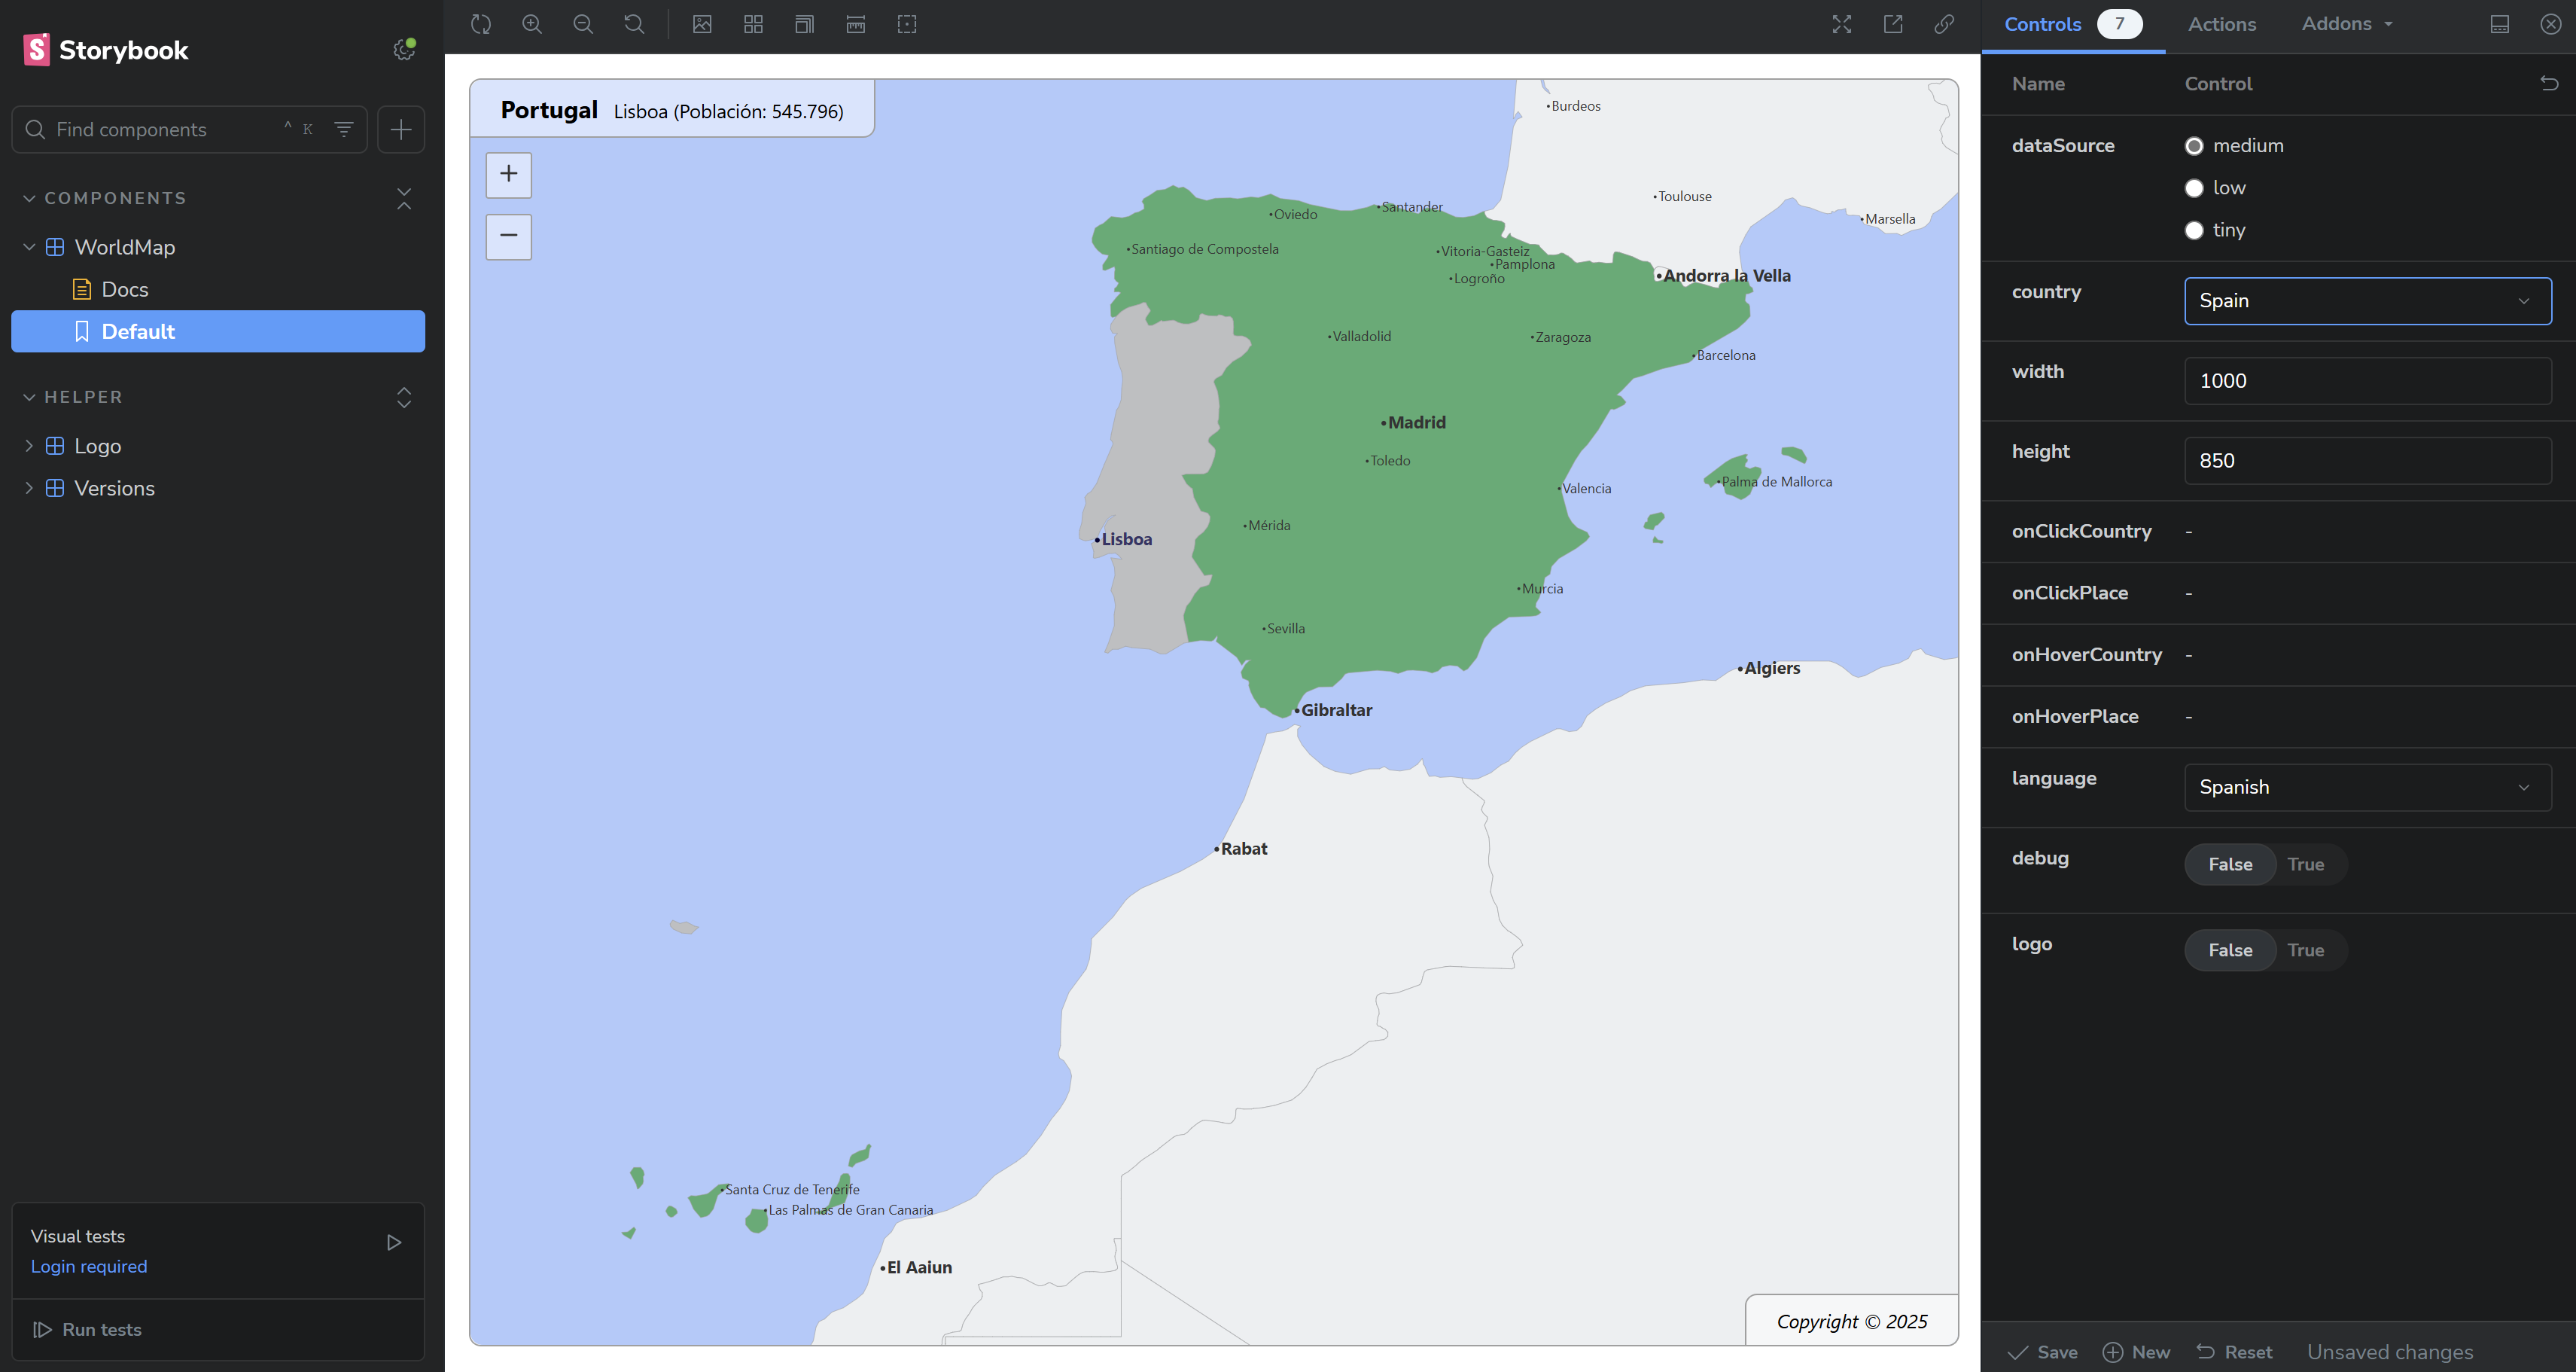 Storybook
Find components
^ K
COMPONENTS
WorldMap
Docs
Default
HELPER
Logo
Versions
Visual tests
Login required
Run tests
Portugal Lisboa (Población: 545.796)
+
−
Burdeos
Toulouse
Marsella
Oviedo
Santander
Santiago de Compostela
Vitoria-Gasteiz
Pamplona
Logroño
Andorra la Vella
Valladolid
Zaragoza
Barcelona
Madrid
Toledo
Palma de Mallorca
Valencia
Mérida
Lisboa
Murcia
Sevilla
Algiers
Gibraltar
Rabat
Santa Cruz de Tenerife
Las Palmas de Gran Canaria
El Aaiun
Copyright © 2025
Controls 7 Actions Addons
Name Control
dataSource medium
low
tiny
country Spain
width 1000
height 850
onClickCountry -
onClickPlace -
onHoverCountry -
onHoverPlace -
language Spanish
debug False True
logo False True
Save New Reset Unsaved changes